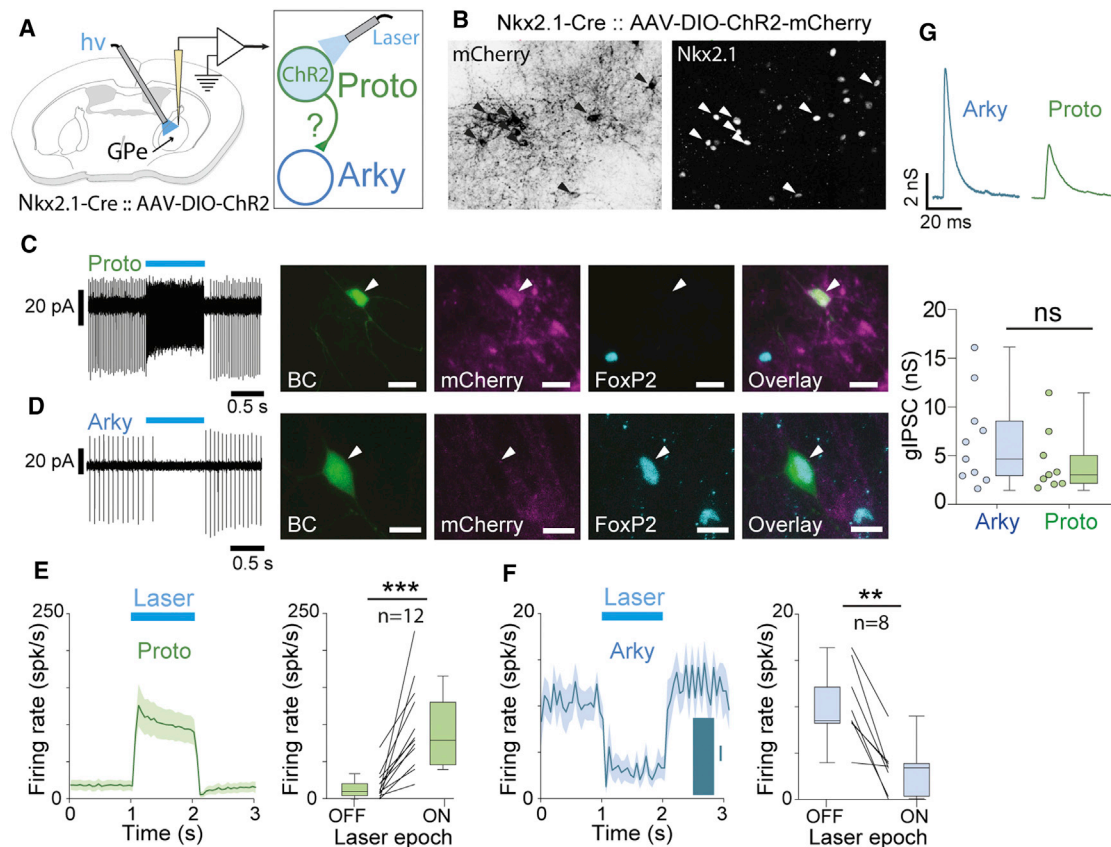 A
hv
Laser
ChR2
Proto
?
Arky
GPe
Nkx2.1-Cre :: AAV-DIO-ChR2
B
Nkx2.1-Cre :: AAV-DIO-ChR2-mCherry
mCherry
Nkx2.1
G
Arky
Proto
2 nS
20 ms
C
Proto
20 pA
0.5 s
BC
mCherry
FoxP2
Overlay
D
Arky
20 pA
0.5 s
BC
mCherry
FoxP2
Overlay
ns
gIPSC (nS)
20
15
10
5
0
Arky
Proto
E
Laser
Proto
Firing rate (spk/s)
250
0
0
1
2
3
Time (s)
***
n=12
Firing rate (spk/s)
250
0
OFF
ON
Laser epoch
F
Laser
Arky
Firing rate (spk/s)
20
0
0
1
2
3
Time (s)
**
n=8
Firing rate (spk/s)
20
0
OFF
ON
Laser epoch